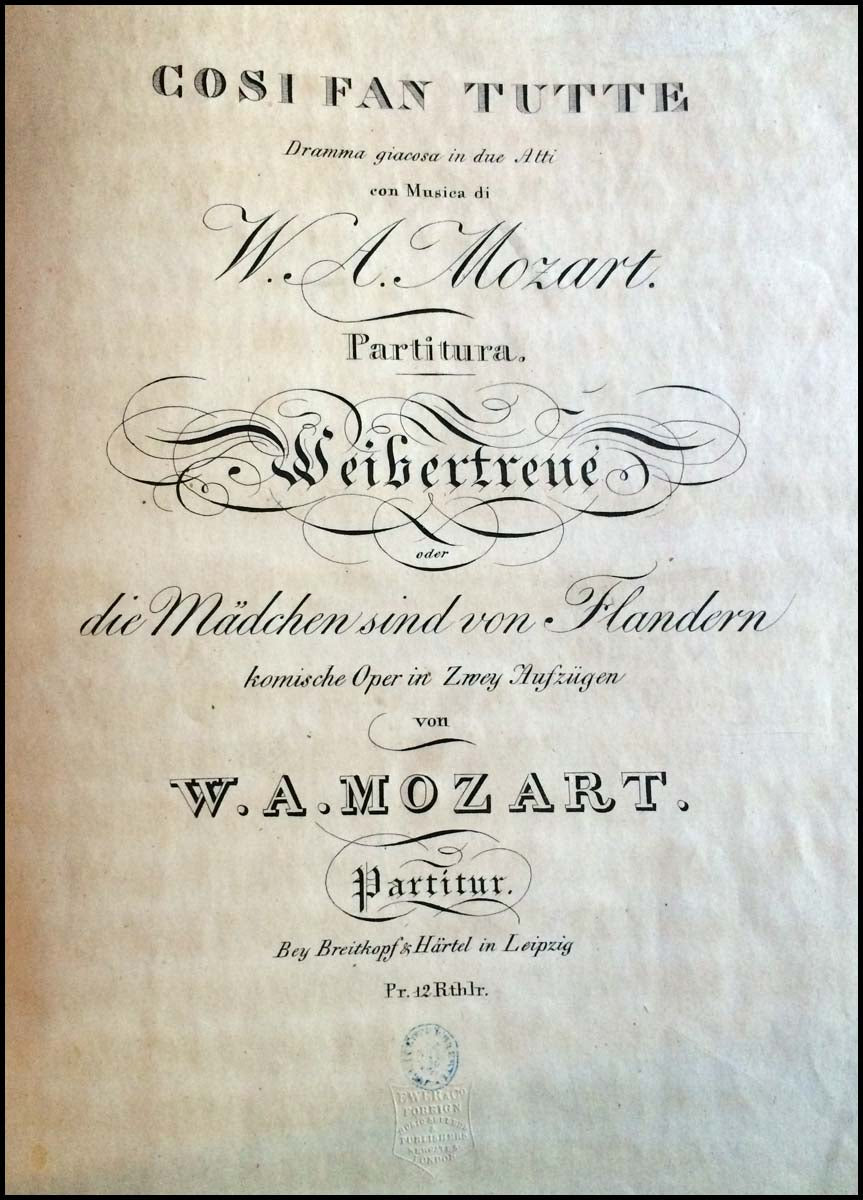 COSI FAN TUTTE
Dramma giacosa in due Atti
con Musica di
W. A. Mozart.
Partitura.
Weibertreue
oder
die Mädchen sind von Flandern
komische Oper in Zwey Aufzügen
von
W. A. MOZART.
Partitur.
Bey Breitkopf & Härtel in Leipzig
Pr. 12 Rthlr.
EWER & CO
FOREIGN
PUBLISHERS
LONDON